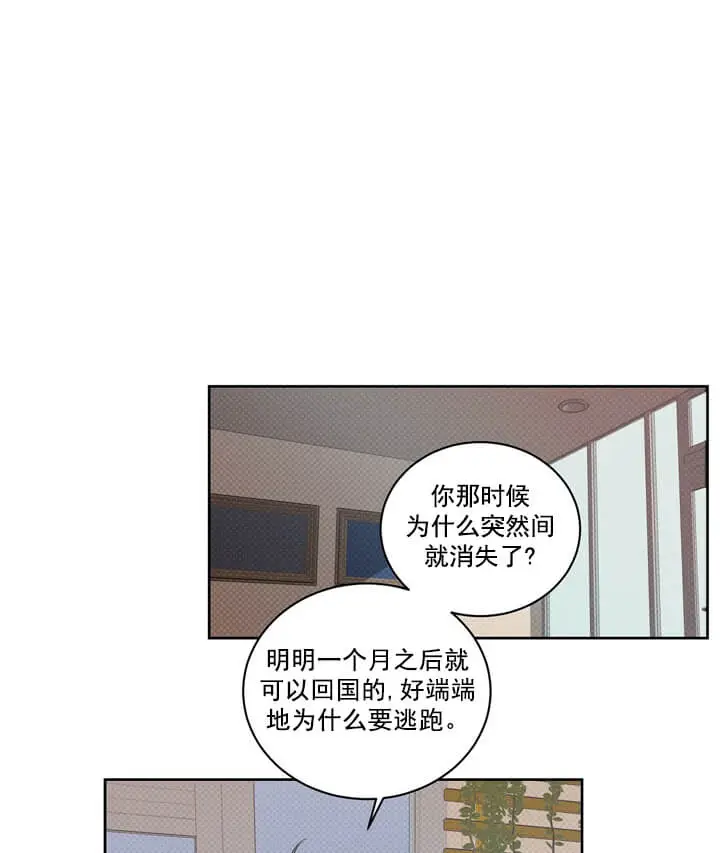 你那时候
为什么突然间
就消失了?
明明一个月之后就
可以回国的,好端端
地为什么要逃跑。